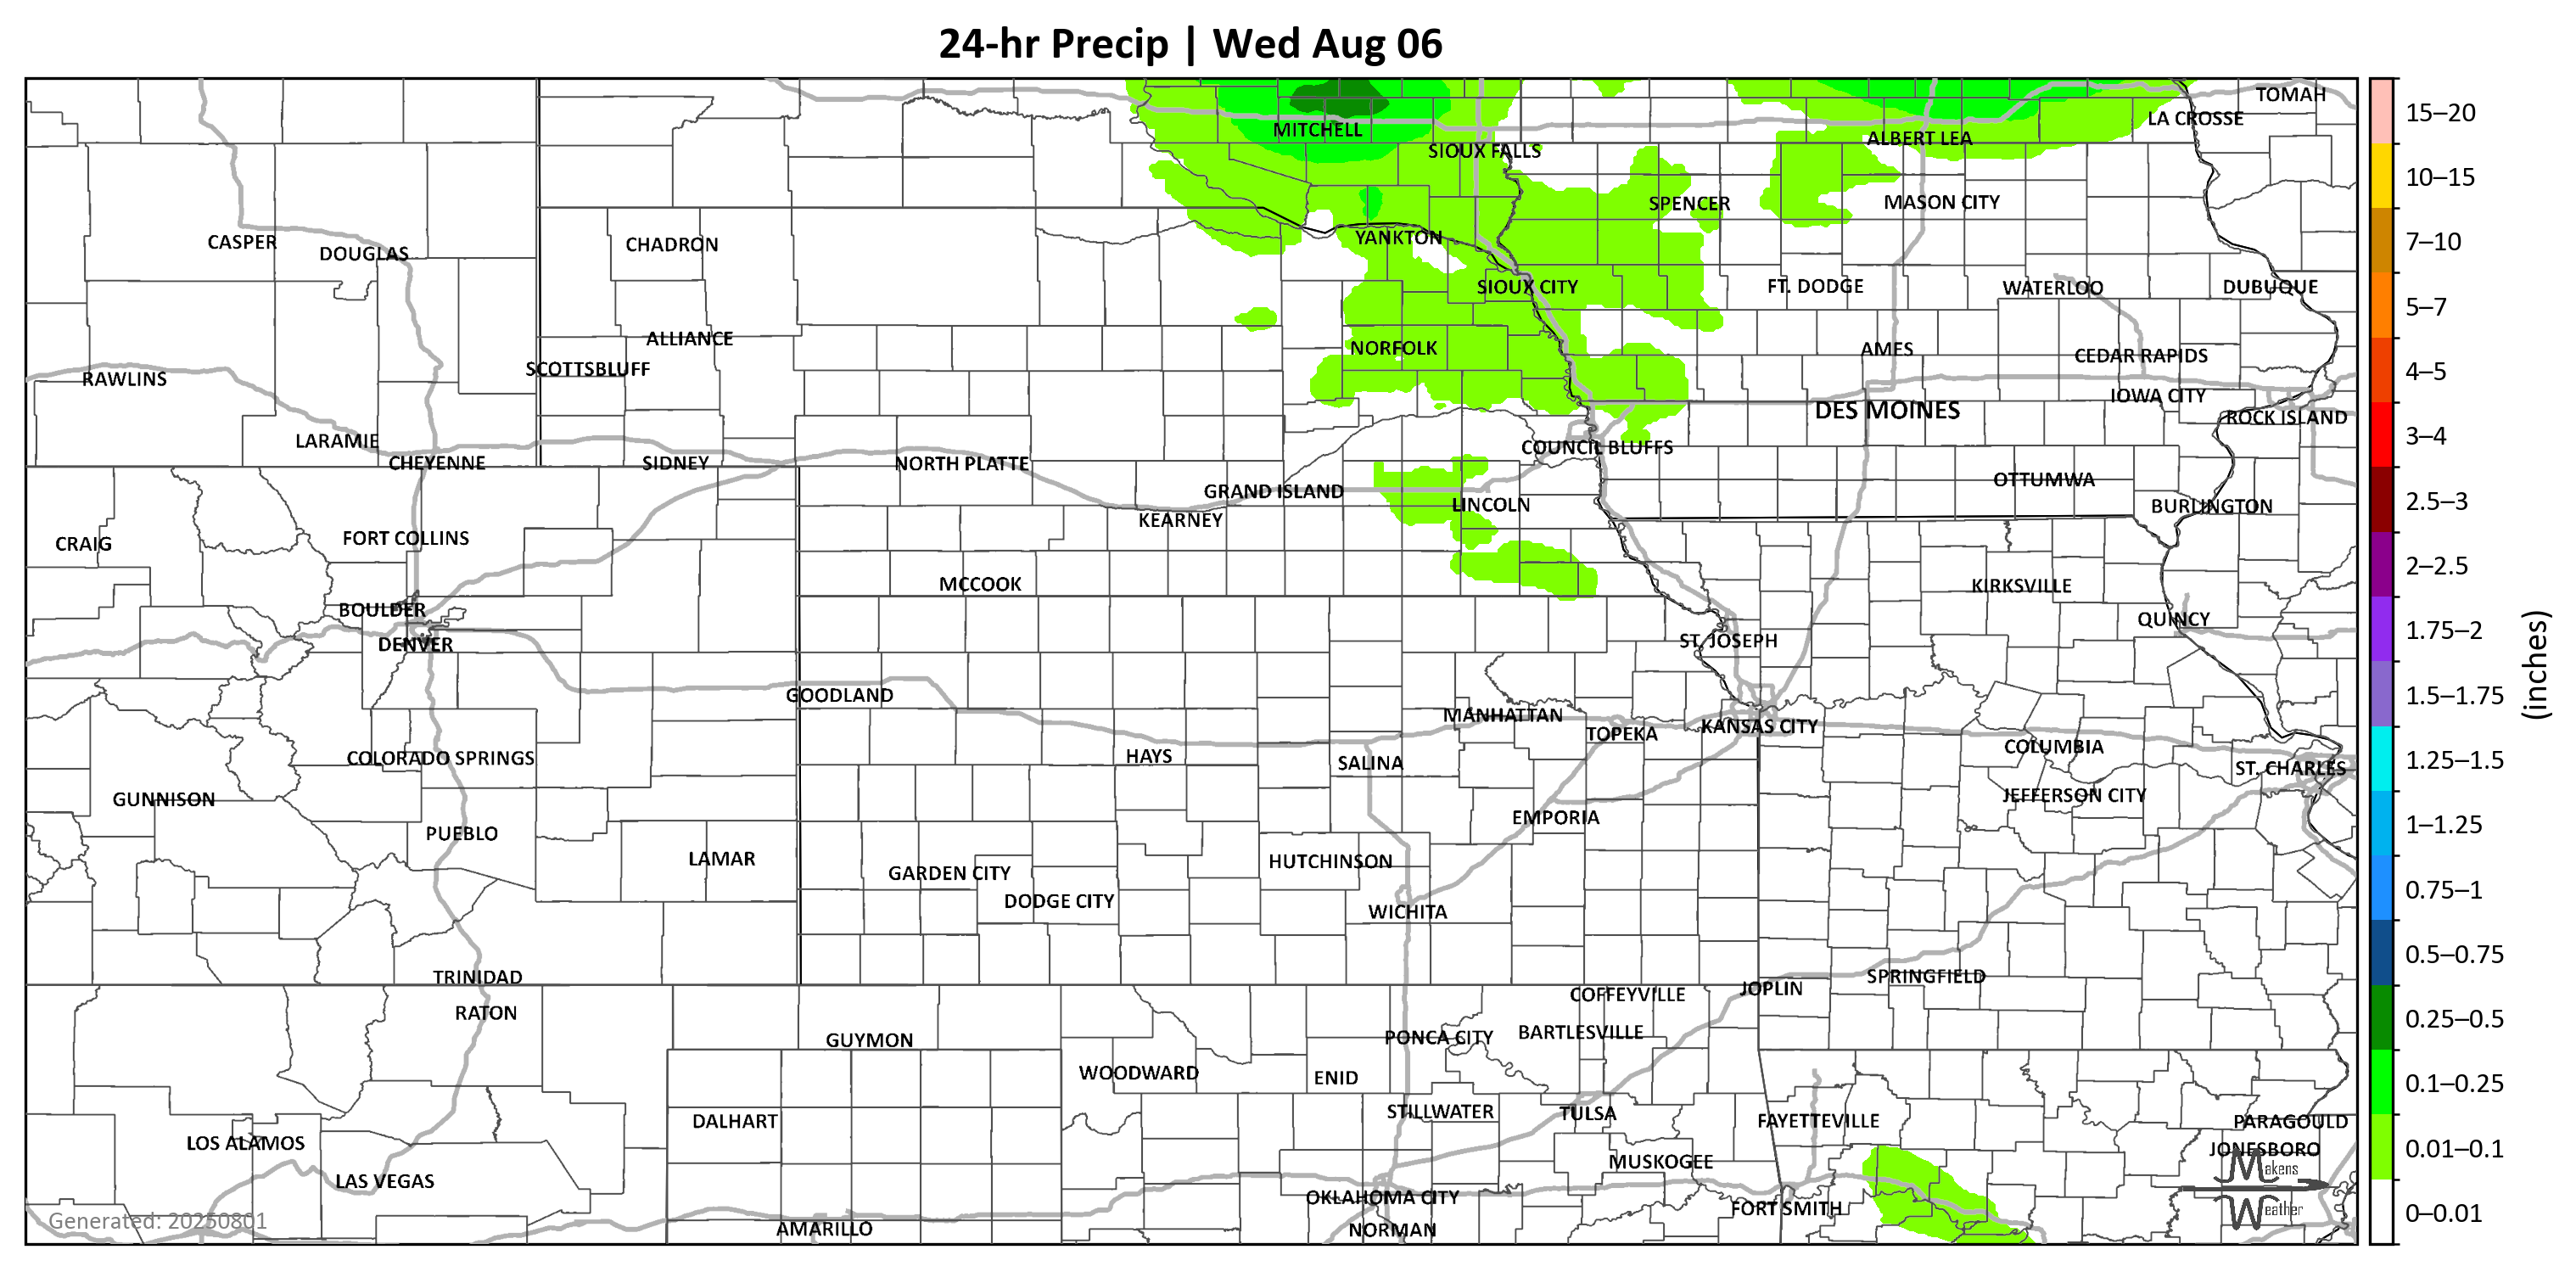 24-hr Precip | Wed Aug 06
TOMAH
LA CROSSE
MITCHELL
ALBERT LEA
SIOUX FALLS
SPENCER
MASON CITY
YANKTON
CASPER
DOUGLAS
CHADRON
SIOUX CITY
FT. DODGE
WATERLOO
DUBUQUE
ALLIANCE
NORFOLK
AMES
CEDAR RAPIDS
SCOTTSBLUFF
RAWLINS
IOWA CITY
DES MOINES
ROCK ISLAND
LARAMIE
COUNCIL BLUFFS
CHEYENNE
SIDNEY
NORTH PLATTE
OTTUMWA
GRAND ISLAND
LINCOLN
BURLINGTON
KEARNEY
CRAIG
FORT COLLINS
MCCOOK
KIRKSVILLE
BOULDER
QUINCY
DENVER
ST. JOSEPH
GOODLAND
MANHATTAN
KANSAS CITY
TOPEKA
COLUMBIA
COLORADO SPRINGS
HAYS
SALINA
ST. CHARLES
GUNNISON
JEFFERSON CITY
PUEBLO
EMPORIA
LAMAR
HUTCHINSON
GARDEN CITY
DODGE CITY
WICHITA
TRINIDAD
SPRINGFIELD
JOPLIN
COFFEYVILLE
RATON
GUYMON
PONCA CITY
BARTLESVILLE
WOODWARD
ENID
STILLWATER
TULSA
DALHART
FAYETTEVILLE
PARAGOULD
LOS ALAMOS
JONESBORO
MUSKOGEE
LAS VEGAS
OKLAHOMA CITY
FORT SMITH
AMARILLO
NORMAN
Generated: 20250801
Makens
Weather
15–20
10–15
7–10
5–7
4–5
3–4
2.5–3
2–2.5
1.75–2
1.5–1.75
1.25–1.5
1–1.25
0.75–1
0.5–0.75
0.25–0.5
0.1–0.25
0.01–0.1
0–0.01
(inches)